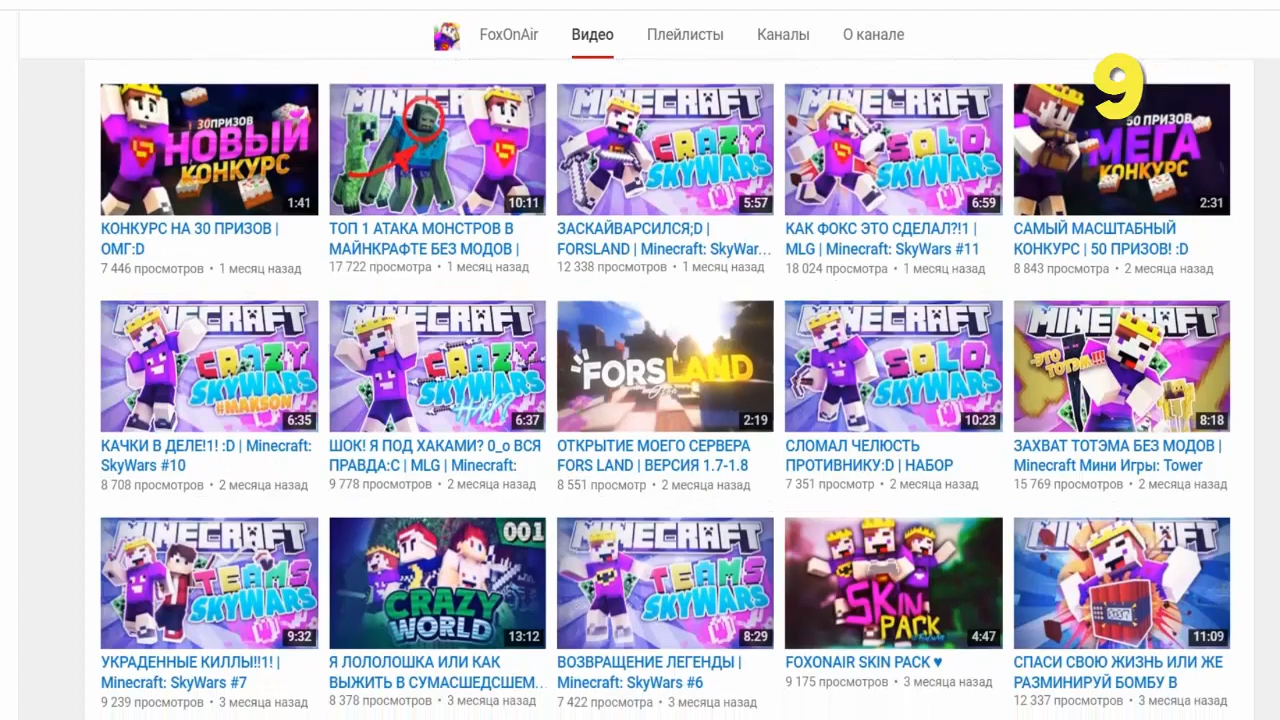 FoxOnAir Видео Плейлисты Каналы О канале
9
30ПРИЗОВ
НОВЫЙ
КОНКУРС
1:41
MINECRAFT
10:11
MINECRAFT
CRAZY
SKYWARS
5:57
MINECRAFT
SOLO
SKYWARS
6:59
50 ПРИЗОВ
МЕГА
КОНКУРС
2:31
КОНКУРС НА 30 ПРИЗОВ |
ОМГ:D
7 446 просмотров • 1 месяц назад
ТОП 1 АТАКА МОНСТРОВ В
МАЙНКРАФТЕ БЕЗ МОДОВ |
17 722 просмотра • 1 месяц назад
ЗАСКАЙВАРСИЛСЯ;D |
FORSLAND | Minecraft: SkyWar...
12 338 просмотров • 1 месяц назад
КАК ФОКС ЭТО СДЕЛАЛ?!1 |
MLG | Minecraft: SkyWars #11
18 024 просмотра • 1 месяц назад
САМЫЙ МАСШТАБНЫЙ
КОНКУРС | 50 ПРИЗОВ! :D
8 843 просмотра • 2 месяца назад
MINECRAFT
CRAZY
SKYWARS
#MAKSON
6:35
MINECRAFT
CRAZY
SKYWARS
6:37
FORSLAND
2:19
MINECRAFT
SOLO
SKYWARS
10:23
MINECRAFT
-ЭТО
ТОТЭМ!!!
8:18
КАЧКИ В ДЕЛЕ!1! :D | Minecraft:
SkyWars #10
8 708 просмотров • 2 месяца назад
ШОК! Я ПОД ХАКАМИ? 0_o ВСЯ
ПРАВДА:С | MLG | Minecraft:
9 778 просмотров • 2 месяца назад
ОТКРЫТИЕ МОЕГО СЕРВЕРА
FORS LAND | ВЕРСИЯ 1.7-1.8
8 551 просмотр • 2 месяца назад
СЛОМАЛ ЧЕЛЮСТЬ
ПРОТИВНИКУ:D | НАБОР
7 351 просмотр • 2 месяца назад
ЗАХВАТ ТОТЭМА БЕЗ МОДОВ |
Minecraft Мини Игры: Tower
15 769 просмотров • 2 месяца назад
MINECRAFT
TEAMS
SKYWARS
9:32
001
CRAZY
WORLD
13:12
MINECRAFT
TEAMS
SKYWARS
8:29
SKIN
PACK
4:47
MINECRAFT
11:09
УКРАДЕННЫЕ КИЛЛЫ!!1! |
Minecraft: SkyWars #7
9 239 просмотров • 3 месяца назад
Я ЛОЛОЛОШКА ИЛИ КАК
ВЫЖИТЬ В СУМАСШЕДСШЕМ...
8 378 просмотров • 3 месяца назад
ВОЗВРАЩЕНИЕ ЛЕГЕНДЫ |
Minecraft: SkyWars #6
7 422 просмотра • 3 месяца назад
FOXONAIR SKIN PACK ♥
9 175 просмотров • 3 месяца назад
СПАСИ СВОЮ ЖИЗНЬ ИЛИ ЖЕ
РАЗМИНИРУЙ БОМБУ В
12 337 просмотров • 3 месяца назад